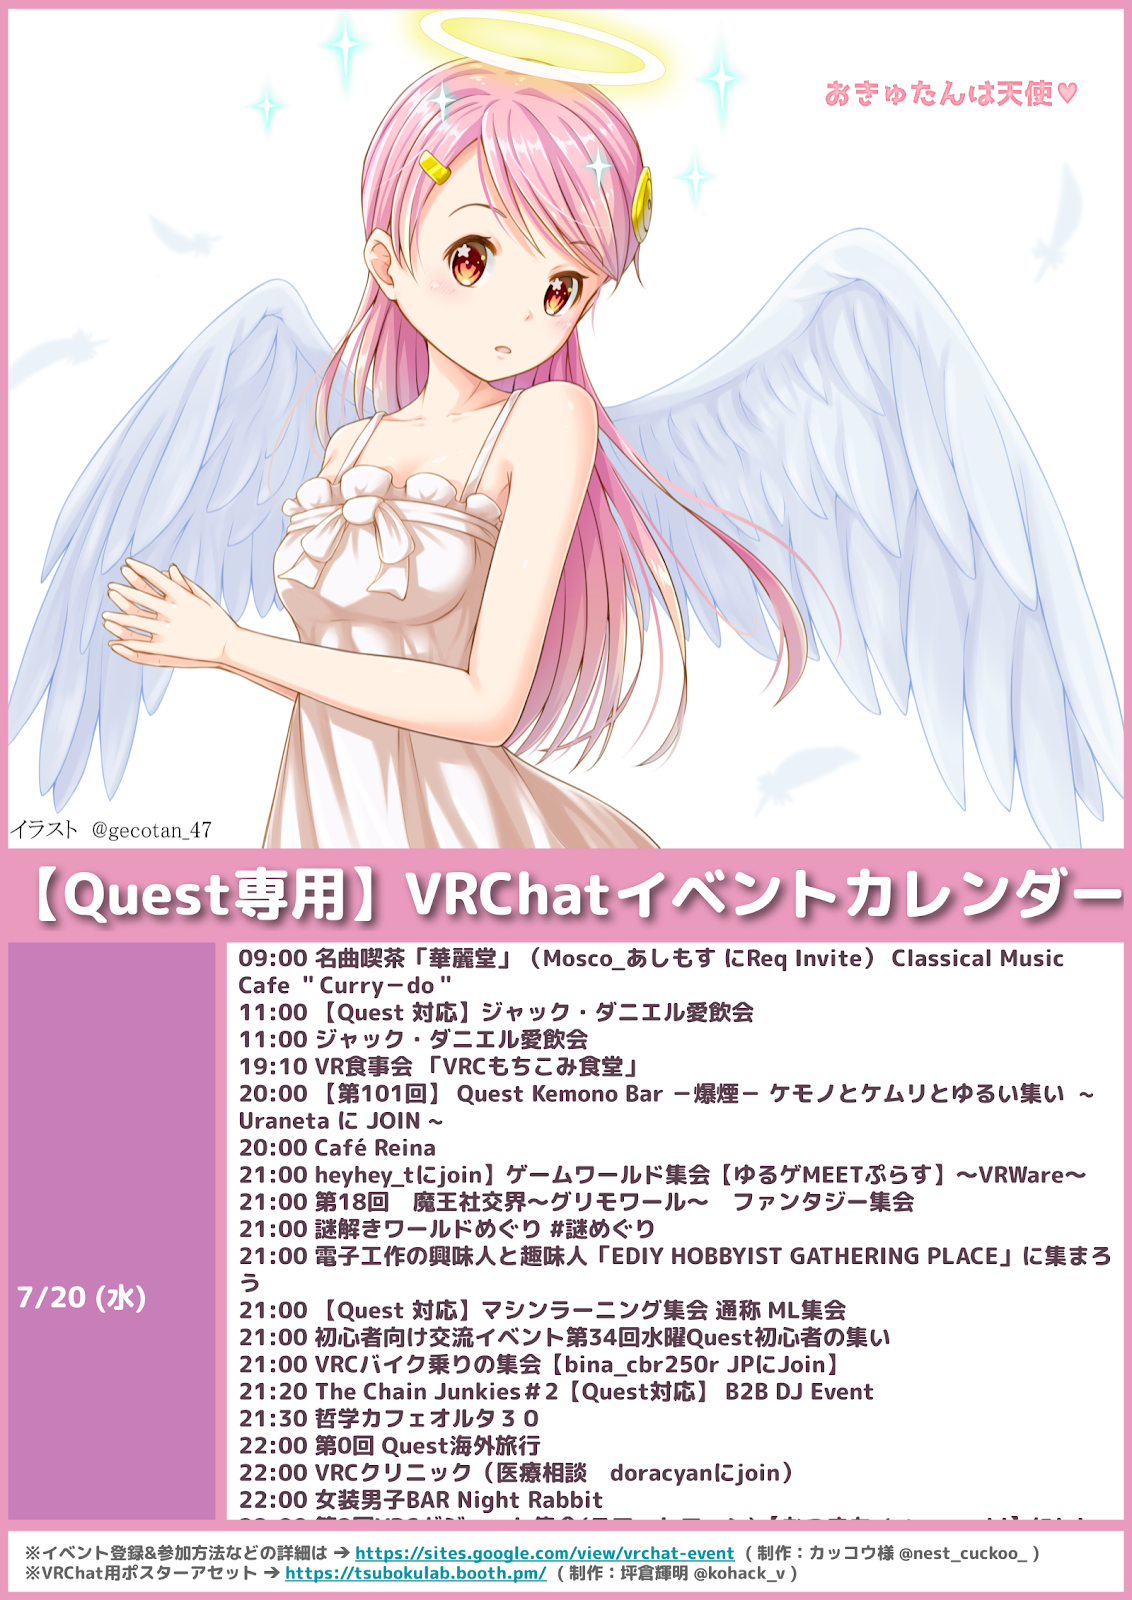 おきゅたんは天使♥
イラスト @gecotan_47
【Quest専用】VRChatイベントカレンダー
7/20 (水)
09:00 名曲喫茶「華麗堂」（Mosco_あしもす にReq Invite） Classical Music
Cafe ＂Curry－do＂
11:00 【Quest 対応】ジャック・ダニエル愛飲会
11:00 ジャック・ダニエル愛飲会
19:10 VR食事会 「VRCもちこみ食堂」
20:00 【第101回】 Quest Kemono Bar －爆煙－ ケモノとケムリとゆるい集い ~
Uraneta に JOIN ~
20:00 Café Reina
21:00 heyhey_tにjoin】ゲームワールド集会【ゆるゲMEETぷらす】～VRWare～
21:00 第18回　魔王社交界～グリモワール～　ファンタジー集会
21:00 謎解きワールドめぐり #謎めぐり
21:00 電子工作の興味人と趣味人「EDIY HOBBYIST GATHERING PLACE」に集まろ
う
21:00 【Quest 対応】マシンラーニング集会 通称 ML集会
21:00 初心者向け交流イベント第34回水曜Quest初心者の集い
21:00 VRCバイク乗りの集会【bina_cbr250r JPにJoin】
21:20 The Chain Junkies＃2【Quest対応】 B2B DJ Event
21:30 哲学カフェオルタ３０
22:00 第0回 Quest海外旅行
22:00 VRCクリニック（医療相談　doracyanにjoin）
22:00 女装男子BAR Night Rabbit
※イベント登録&参加方法などの詳細は ➔ https://sites.google.com/view/vrchat-event ( 制作：カッコウ様 @nest_cuckoo_ )
※VRChat用ポスターアセット ➔ https://tsubokulab.booth.pm/ ( 制作：坪倉輝明 @kohack_v )